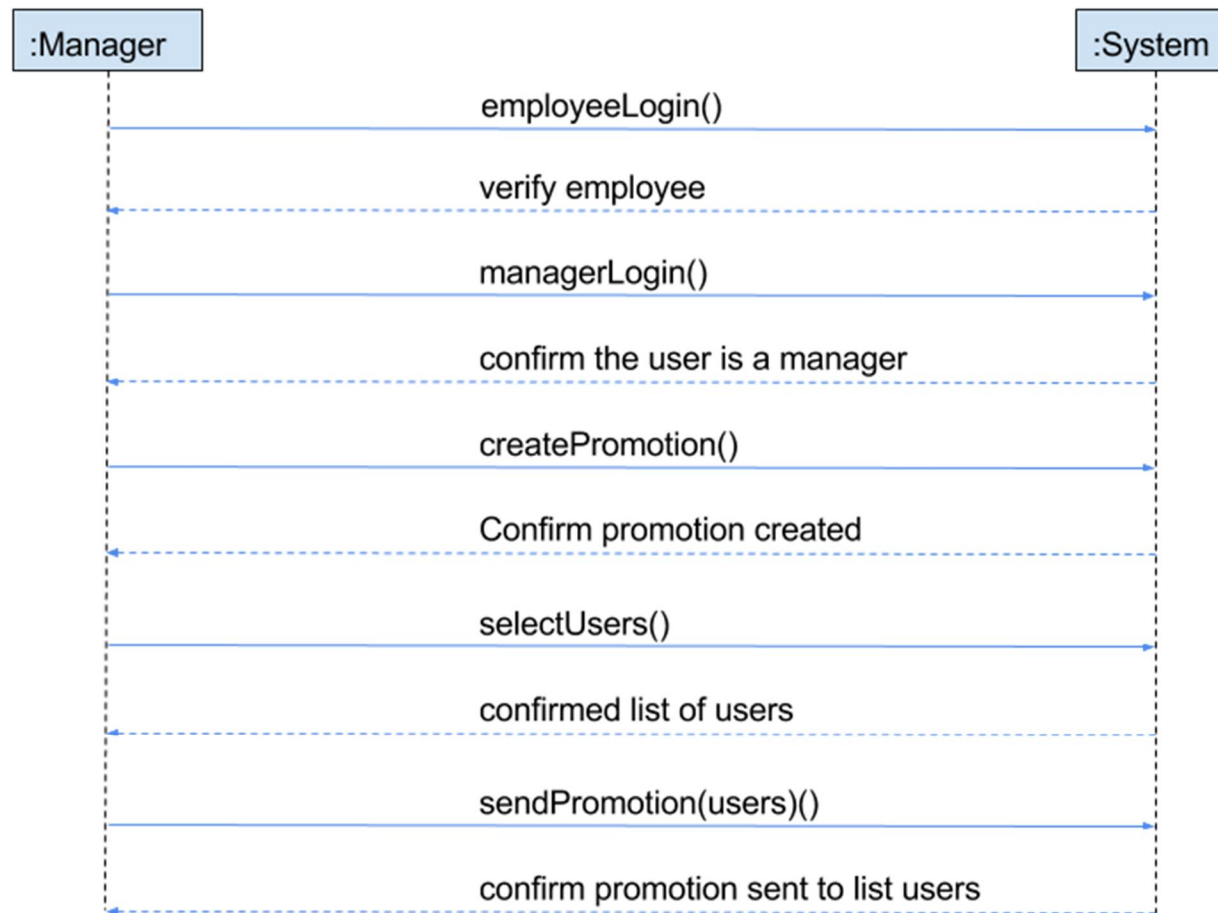 :Manager
:System
employeeLogin()
verify employee
managerLogin()
confirm the user is a manager
createPromotion()
Confirm promotion created
selectUsers()
confirmed list of users
sendPromotion(users)()
confirm promotion sent to list users